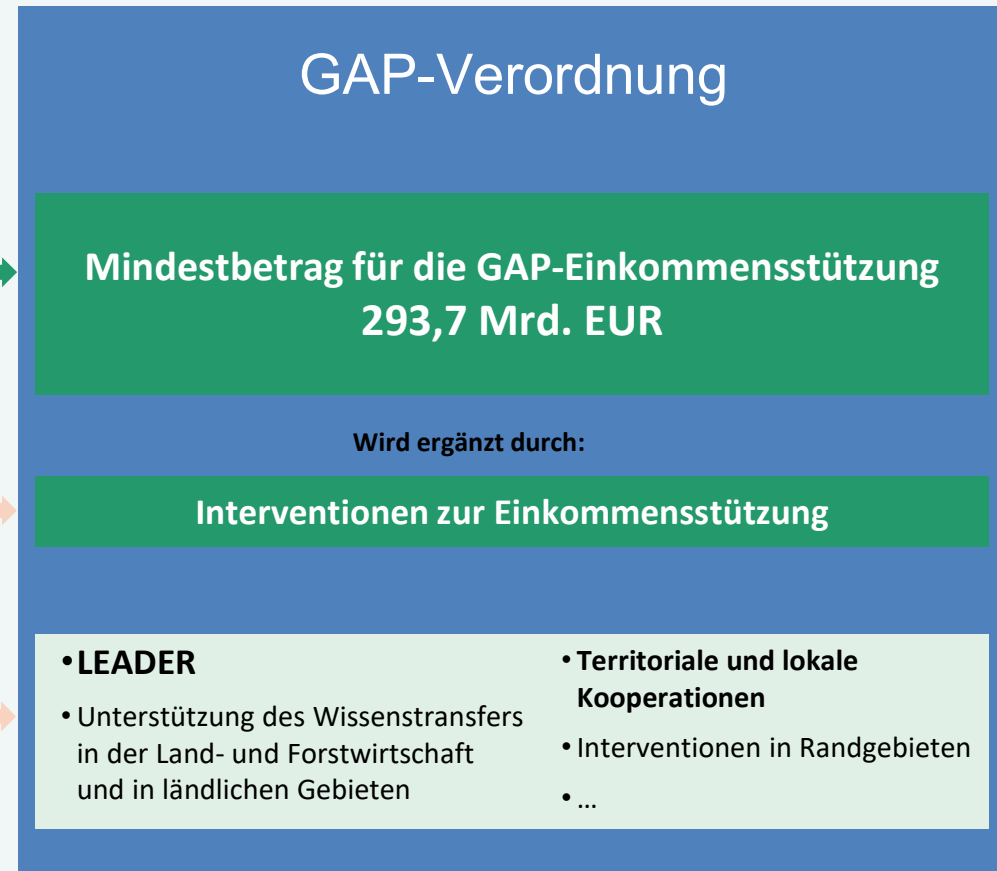 GAP-Verordnung
Mindestbetrag für die GAP-Einkommensstützung
293,7 Mrd. EUR
Wird ergänzt durch:
Interventionen zur Einkommensstützung
•LEADER
• Unterstützung des Wissenstransfers
in der Land- und Forstwirtschaft
und in ländlichen Gebieten
• Territoriale und lokale
Kooperationen
• Interventionen in Randgebieten
• ...